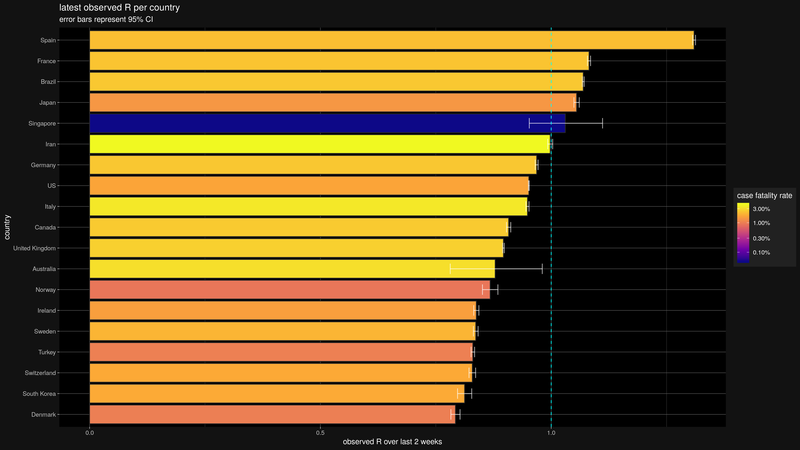 latest observed R per country
error bars represent 95% CI
Spain
France
Brazil
Japan
Singapore
Iran
Germany
US
Italy
Canada
United Kingdom
Australia
Norway
Ireland
Sweden
Turkey
Switzerland
South Korea
Denmark
country
0.0
0.5
1.0
observed R over last 2 weeks
case fatality rate
3.00%
1.00%
0.30%
0.10%